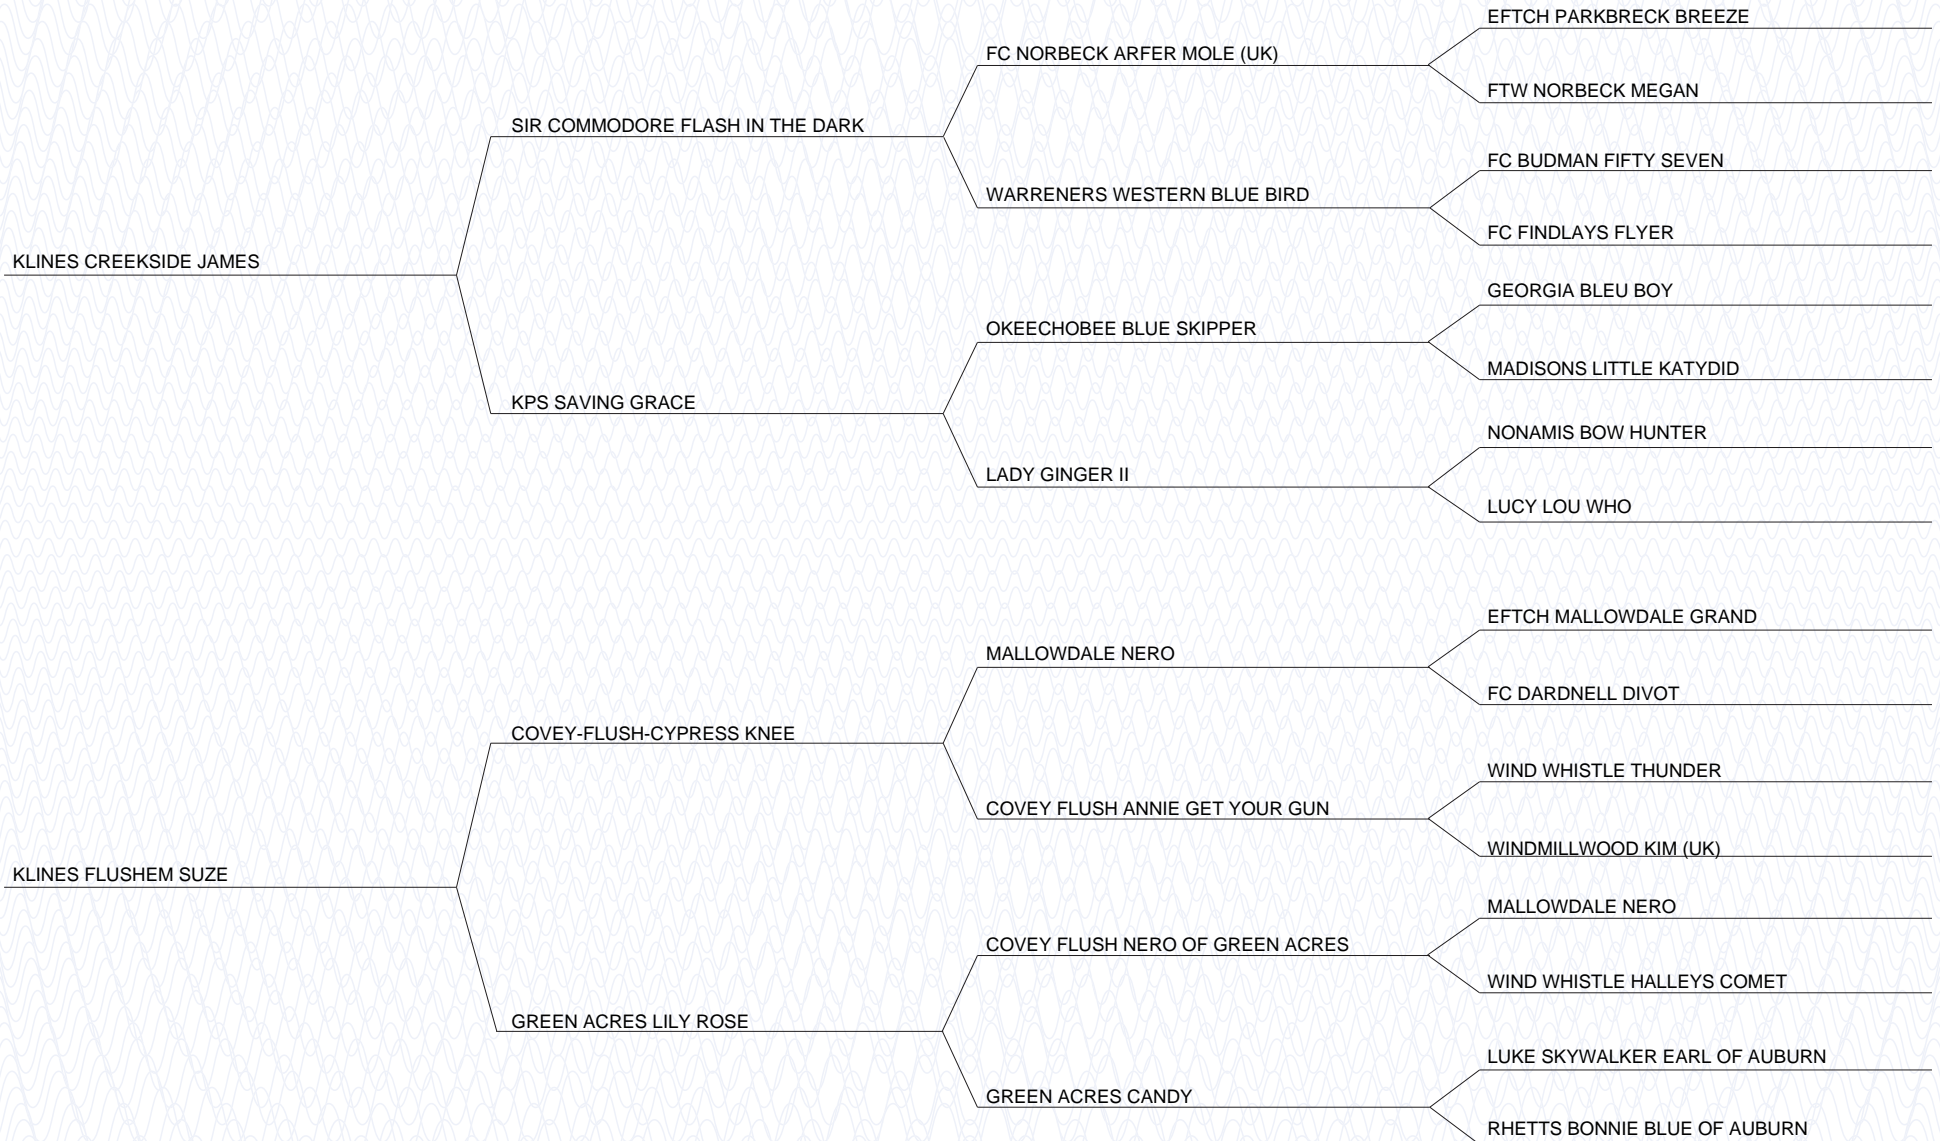 EFTCH PARKBRECK BREEZE
FC NORBECK ARFER MOLE (UK)
FTW NORBECK MEGAN
SIR COMMODORE FLASH IN THE DARK
FC BUDMAN FIFTY SEVEN
WARRENERS WESTERN BLUE BIRD
FC FINDLAYS FLYER
KLINES CREEKSIDE JAMES
GEORGIA BLEU BOY
OKEECHOBEE BLUE SKIPPER
MADISONS LITTLE KATYDID
KPS SAVING GRACE
NONAMIS BOW HUNTER
LADY GINGER II
LUCY LOU WHO
EFTCH MALLOWDALE GRAND
MALLOWDALE NERO
FC DARDNELL DIVOT
COVEY-FLUSH-CYPRESS KNEE
WIND WHISTLE THUNDER
COVEY FLUSH ANNIE GET YOUR GUN
WINDMILLWOOD KIM (UK)
KLINES FLUSHEM SUZE
MALLOWDALE NERO
COVEY FLUSH NERO OF GREEN ACRES
WIND WHISTLE HALLEYS COMET
GREEN ACRES LILY ROSE
LUKE SKYWALKER EARL OF AUBURN
GREEN ACRES CANDY
RHETTS BONNIE BLUE OF AUBURN